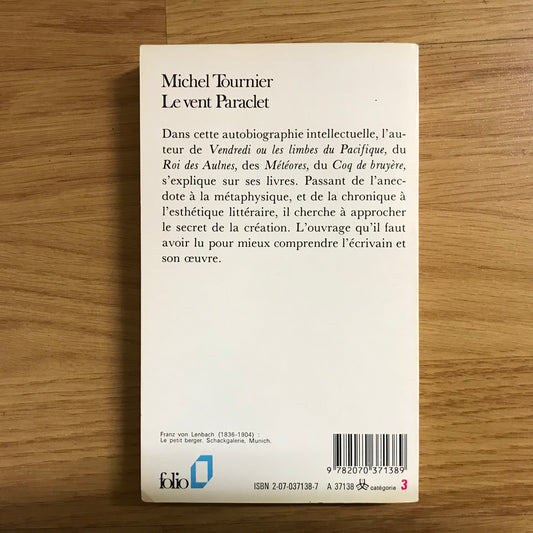 Michel Tournier
Le vent Paraclet
Dans cette autobiographie intellectuelle, l'au-
teur de Vendredi ou les limbes du Pacifique, du
Roi des Aulnes, des Météores, du Coq de bruyère,
s'explique sur ses livres. Passant de l'anec-
dote à la métaphysique, et de la chronique à
l'esthétique littéraire, il cherche à approcher
le secret de la création. L'ouvrage qu'il faut
avoir lu pour mieux comprendre l'écrivain et
son œuvre.
Franz von Lenbach (1836-1904) :
Le petit berger. Schackgalerie, Munich.
9 782070 371389
folio
ISBN 2-07-037138-7 A 37138 catégorie 3